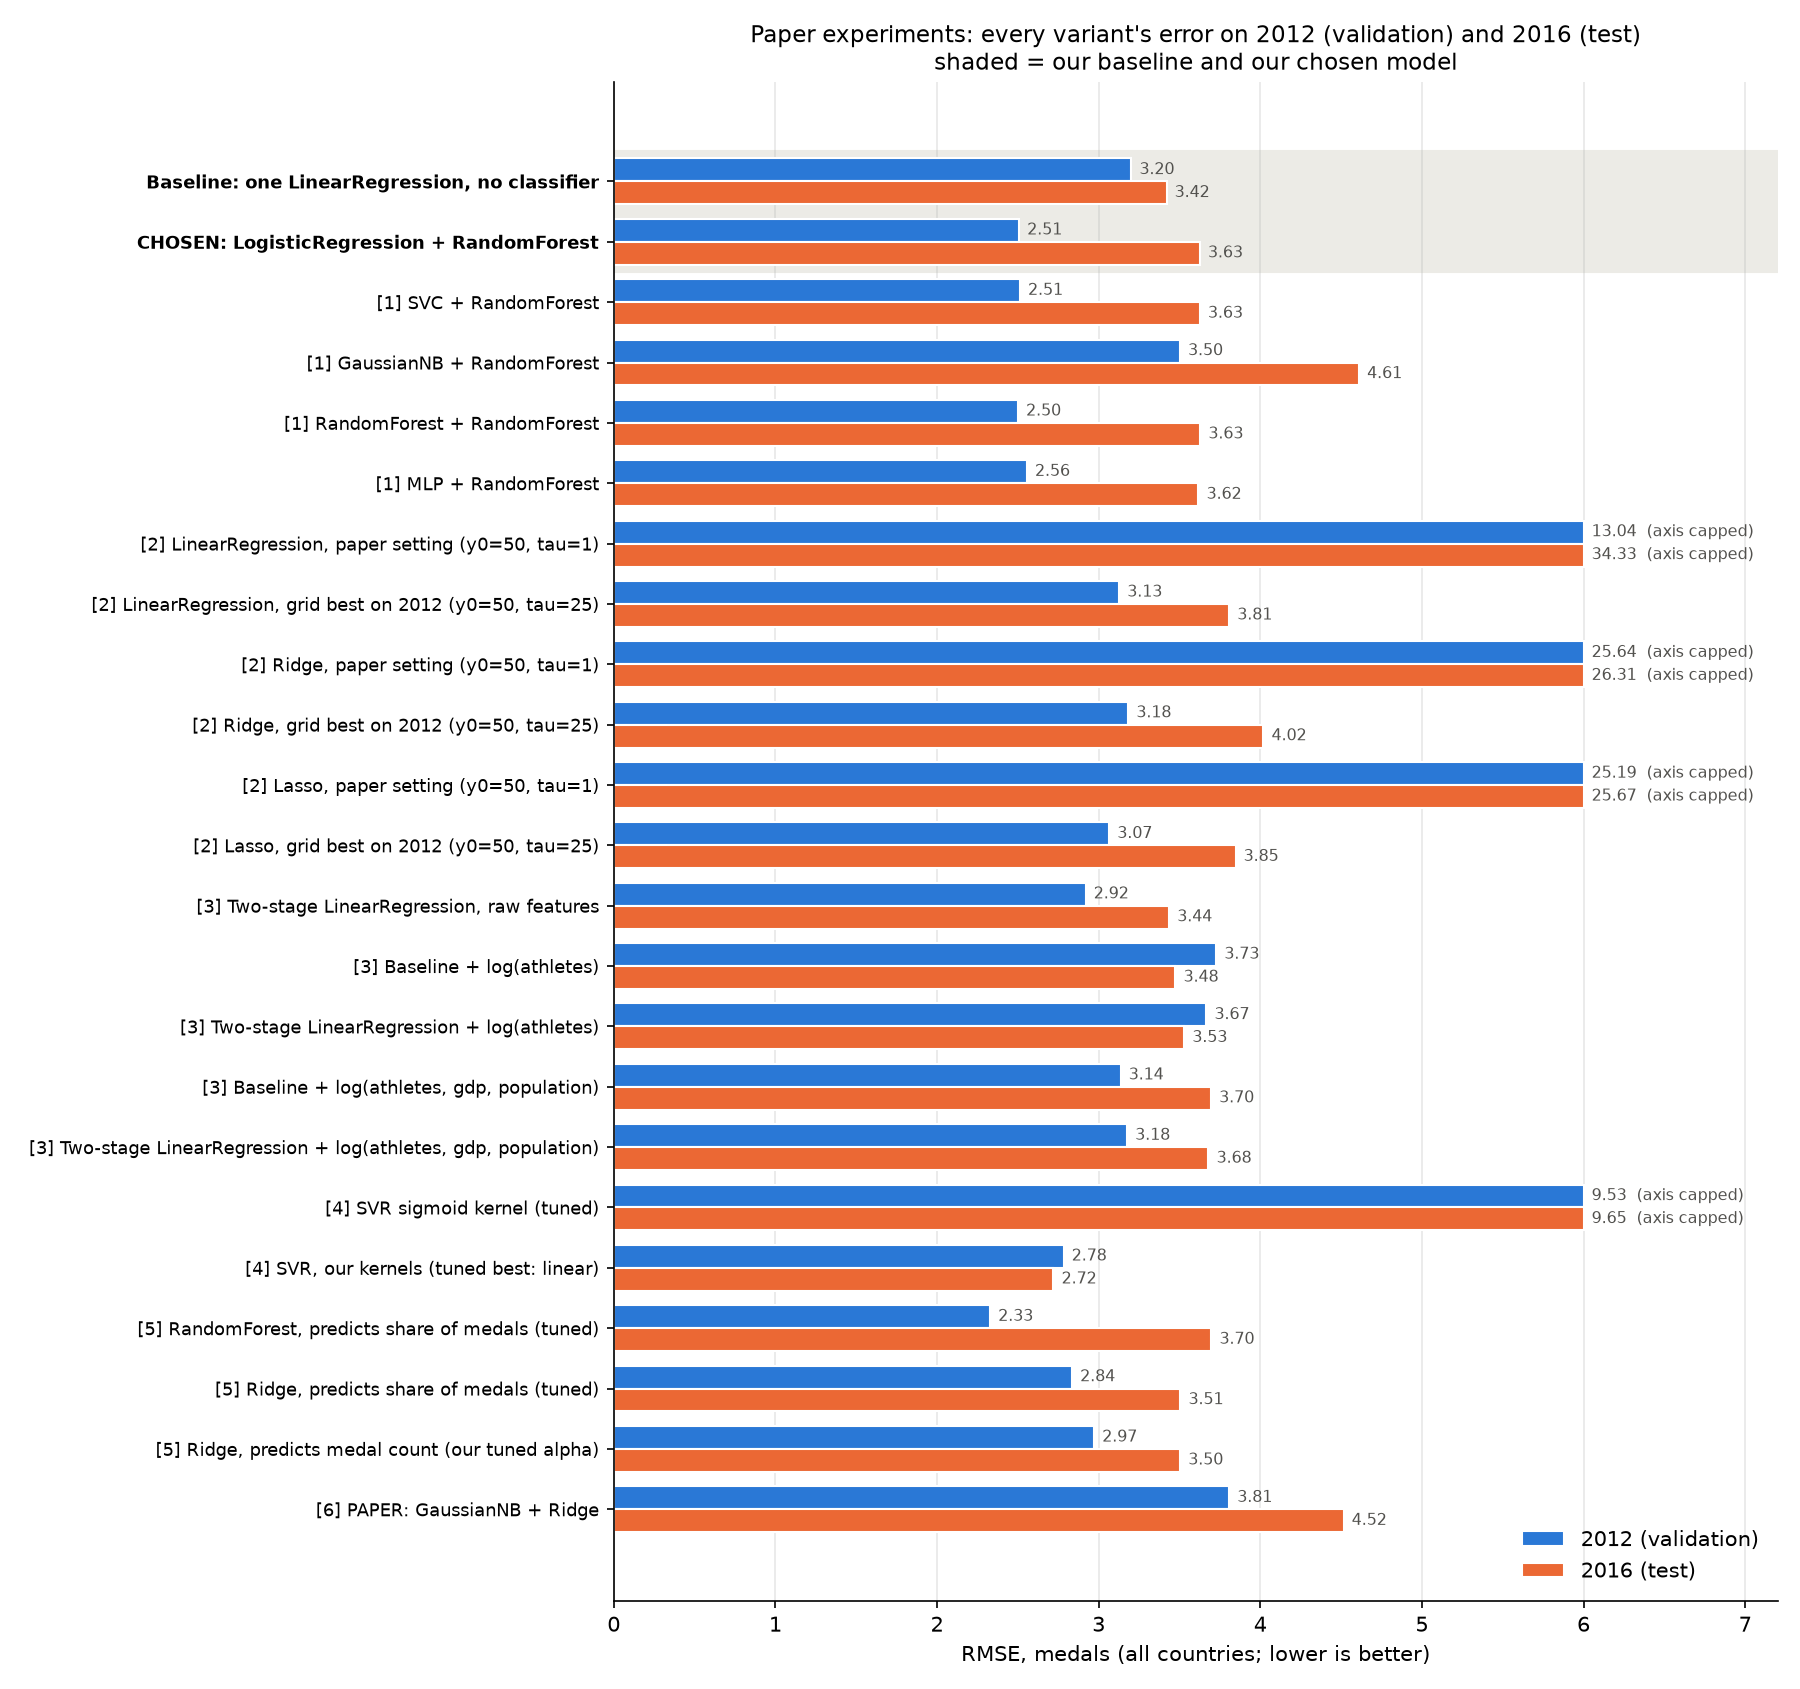 Paper experiments: every variant's error on 2012 (validation) and 2016 (test)
shaded = our baseline and our chosen model
Baseline: one LinearRegression, no classifier
3.20
3.42
CHOSEN: LogisticRegression + RandomForest
2.51
3.63
[1] SVC + RandomForest
2.51
3.63
[1] GaussianNB + RandomForest
3.50
4.61
[1] RandomForest + RandomForest
2.50
3.63
[1] MLP + RandomForest
2.56
3.62
[2] LinearRegression, paper setting (y0=50, tau=1)
13.04 (axis capped)
34.33 (axis capped)
[2] LinearRegression, grid best on 2012 (y0=50, tau=25)
3.13
3.81
[2] Ridge, paper setting (y0=50, tau=1)
25.64 (axis capped)
26.31 (axis capped)
[2] Ridge, grid best on 2012 (y0=50, tau=25)
3.18
4.02
[2] Lasso, paper setting (y0=50, tau=1)
25.19 (axis capped)
25.67 (axis capped)
[2] Lasso, grid best on 2012 (y0=50, tau=25)
3.07
3.85
[3] Two-stage LinearRegression, raw features
2.92
3.44
[3] Baseline + log(athletes)
3.73
3.48
[3] Two-stage LinearRegression + log(athletes)
3.67
3.53
[3] Baseline + log(athletes, gdp, population)
3.14
3.70
[3] Two-stage LinearRegression + log(athletes, gdp, population)
3.18
3.68
[4] SVR sigmoid kernel (tuned)
9.53 (axis capped)
9.65 (axis capped)
[4] SVR, our kernels (tuned best: linear)
2.78
2.72
[5] RandomForest, predicts share of medals (tuned)
2.33
3.70
[5] Ridge, predicts share of medals (tuned)
2.84
3.51
[5] Ridge, predicts medal count (our tuned alpha)
2.97
3.50
[6] PAPER: GaussianNB + Ridge
3.81
4.52
2012 (validation)
2016 (test)
0 1 2 3 4 5 6 7
RMSE, medals (all countries; lower is better)